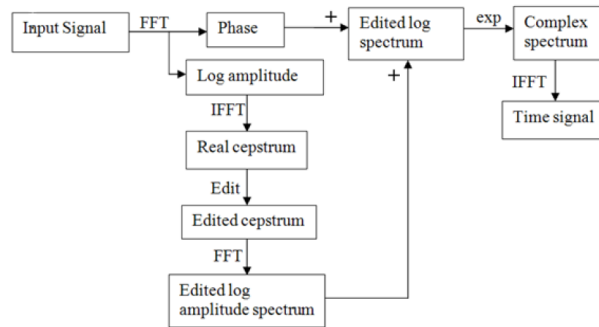 Input Signal
FFT
Phase
+
Edited log
spectrum
exp
Complex
spectrum
Log amplitude
+
IFFT
Time signal
IFFT
Real cepstrum
Edit
Edited cepstrum
FFT
Edited log
amplitude spectrum